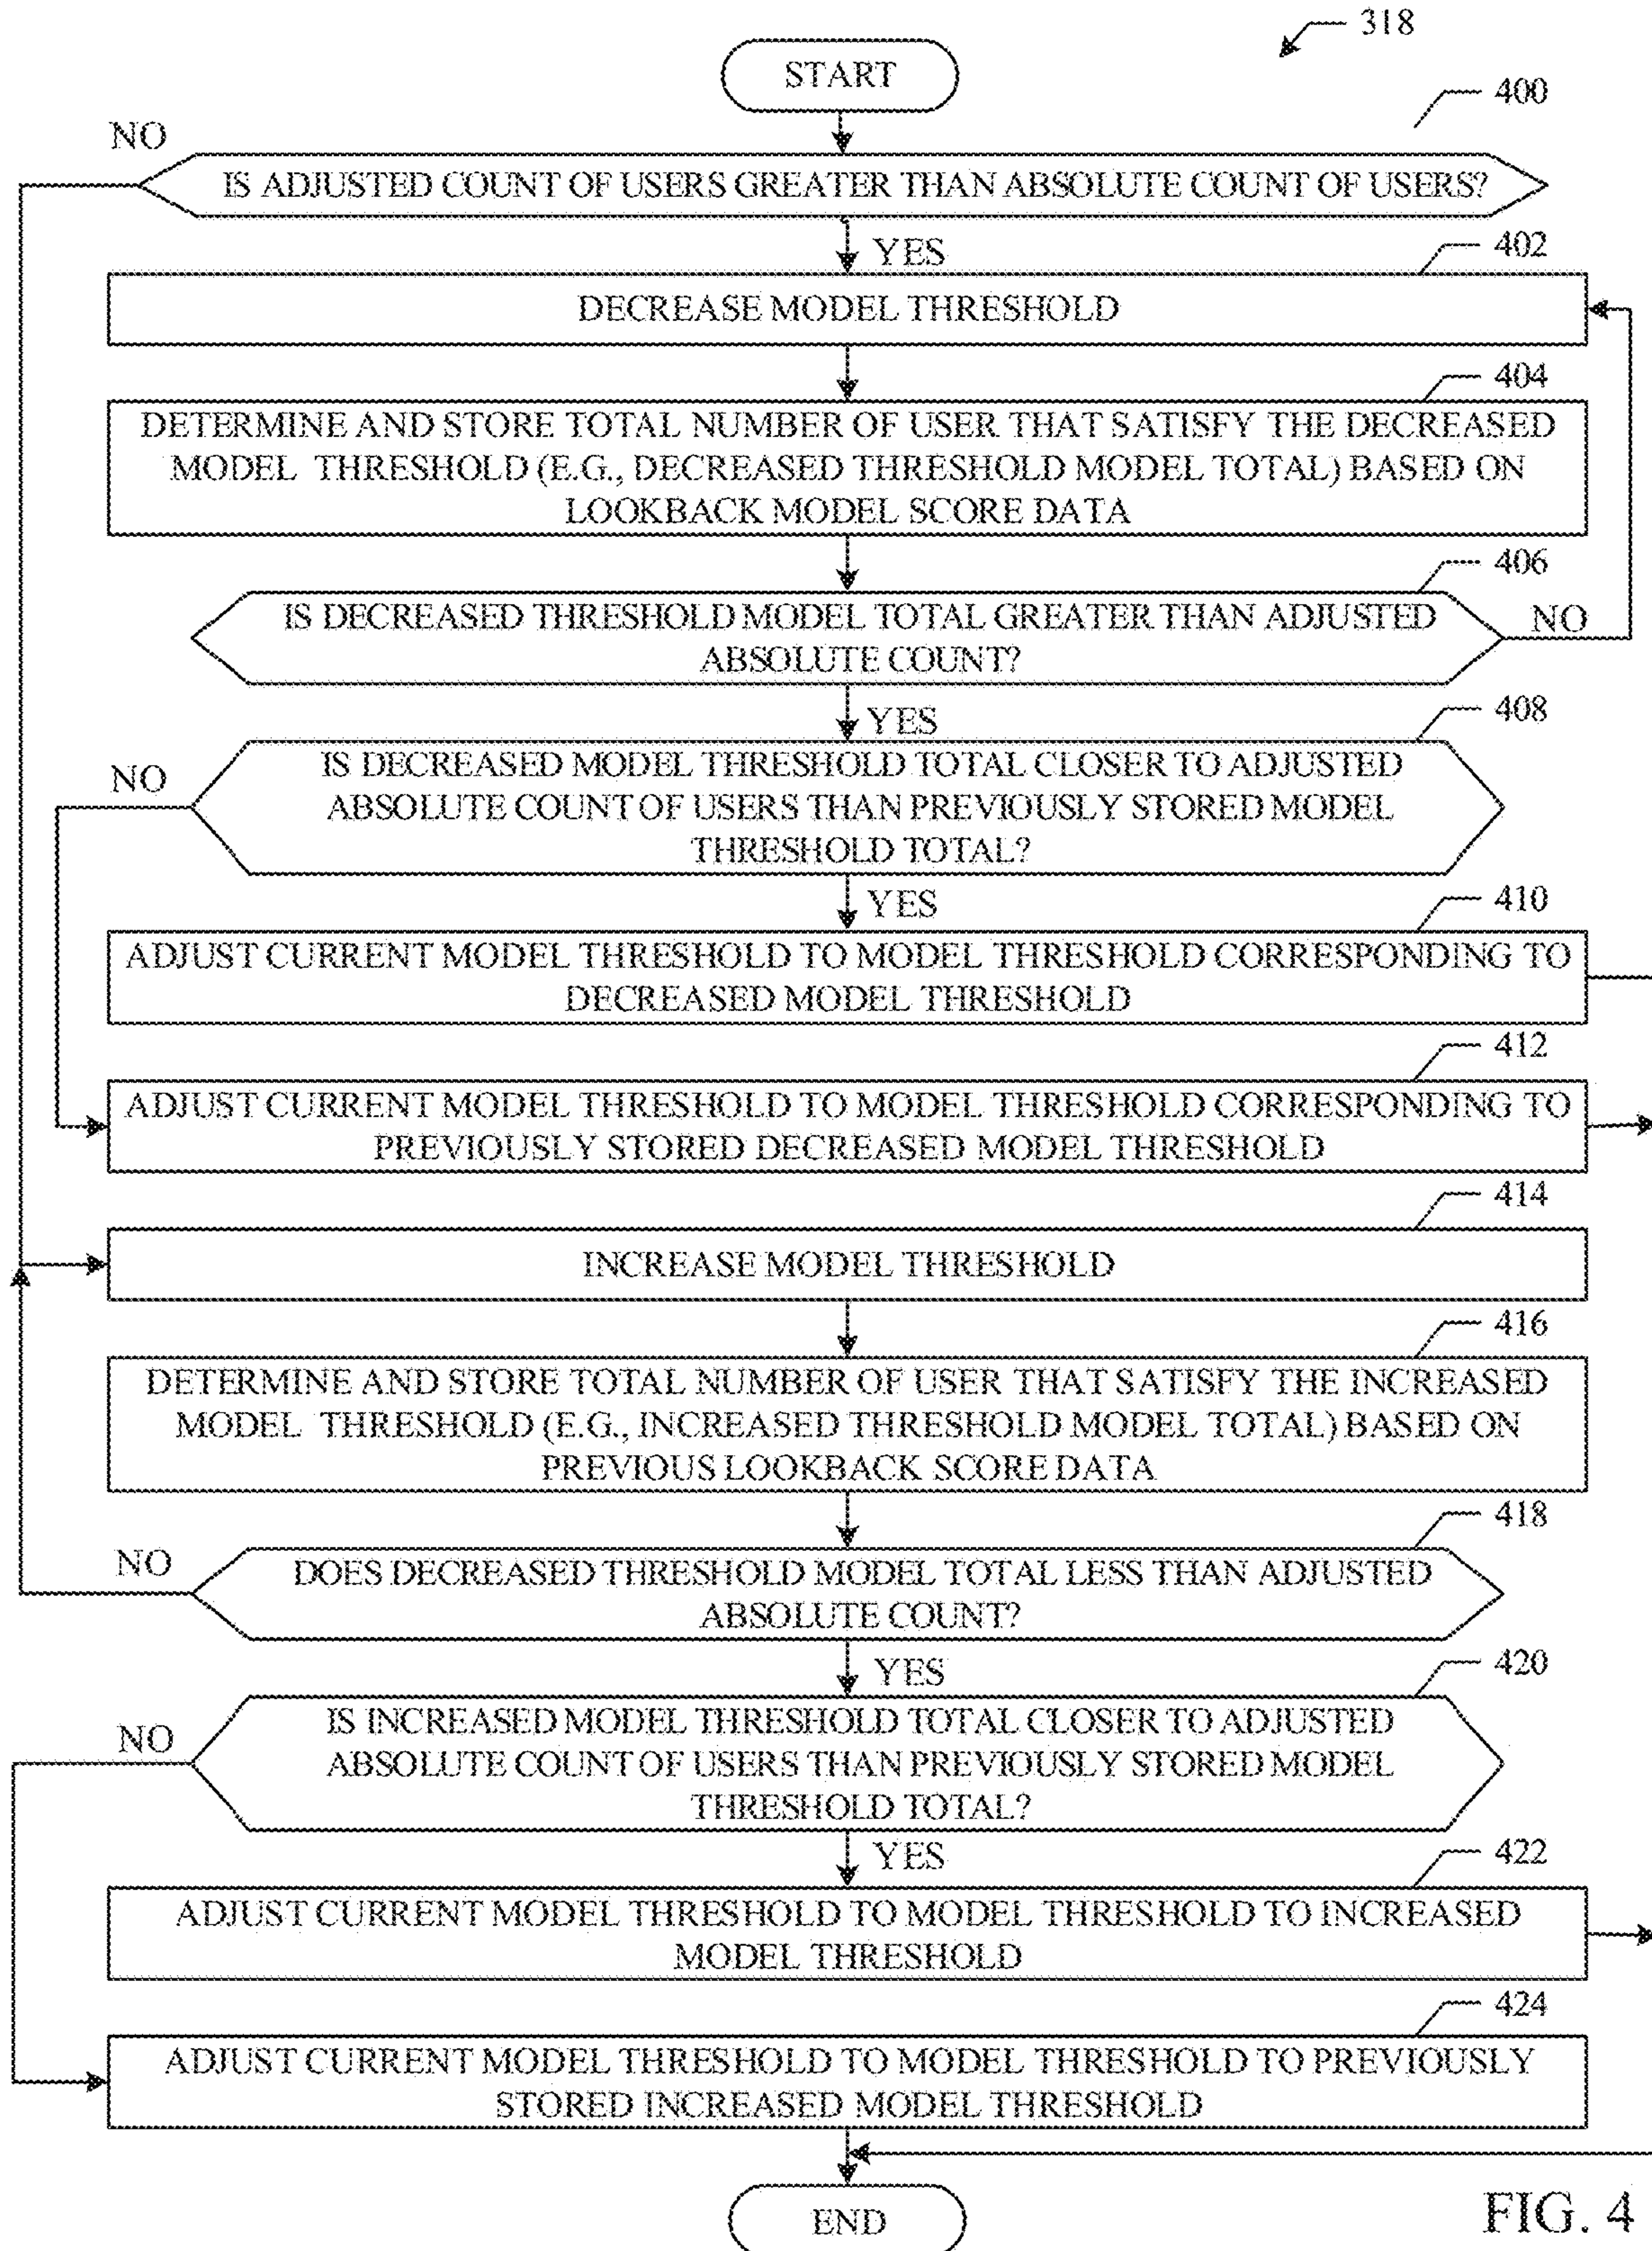 318
START
400
NO
IS ADJUSTED COUNT OF USERS GREATER THAN ABSOLUTE COUNT OF USERS?
YES
402
DECREASE MODEL THRESHOLD
404
DETERMINE AND STORE TOTAL NUMBER OF USER THAT SATISFY THE DECREASED
MODEL THRESHOLD (E.G., DECREASED THRESHOLD MODEL TOTAL) BASED ON
LOOKBACK MODEL SCORE DATA
406
IS DECREASED THRESHOLD MODEL TOTAL GREATER THAN ADJUSTED
ABSOLUTE COUNT?
NO
YES
408
NO
IS DECREASED MODEL THRESHOLD TOTAL CLOSER TO ADJUSTED
ABSOLUTE COUNT OF USERS THAN PREVIOUSLY STORED MODEL
THRESHOLD TOTAL?
YES
410
ADJUST CURRENT MODEL THRESHOLD TO MODEL THRESHOLD CORRESPONDING TO
DECREASED MODEL THRESHOLD
412
ADJUST CURRENT MODEL THRESHOLD TO MODEL THRESHOLD CORRESPONDING TO
PREVIOUSLY STORED DECREASED MODEL THRESHOLD
414
INCREASE MODEL THRESHOLD
416
DETERMINE AND STORE TOTAL NUMBER OF USER THAT SATISFY THE INCREASED
MODEL THRESHOLD (E.G., INCREASED THRESHOLD MODEL TOTAL) BASED ON
PREVIOUS LOOKBACK SCORE DATA
418
NO
DOES DECREASED THRESHOLD MODEL TOTAL LESS THAN ADJUSTED
ABSOLUTE COUNT?
YES
420
NO
IS INCREASED MODEL THRESHOLD TOTAL CLOSER TO ADJUSTED
ABSOLUTE COUNT OF USERS THAN PREVIOUSLY STORED MODEL
THRESHOLD TOTAL?
YES
422
ADJUST CURRENT MODEL THRESHOLD TO MODEL THRESHOLD TO INCREASED
MODEL THRESHOLD
424
ADJUST CURRENT MODEL THRESHOLD TO MODEL THRESHOLD TO PREVIOUSLY
STORED INCREASED MODEL THRESHOLD
END
FIG. 4